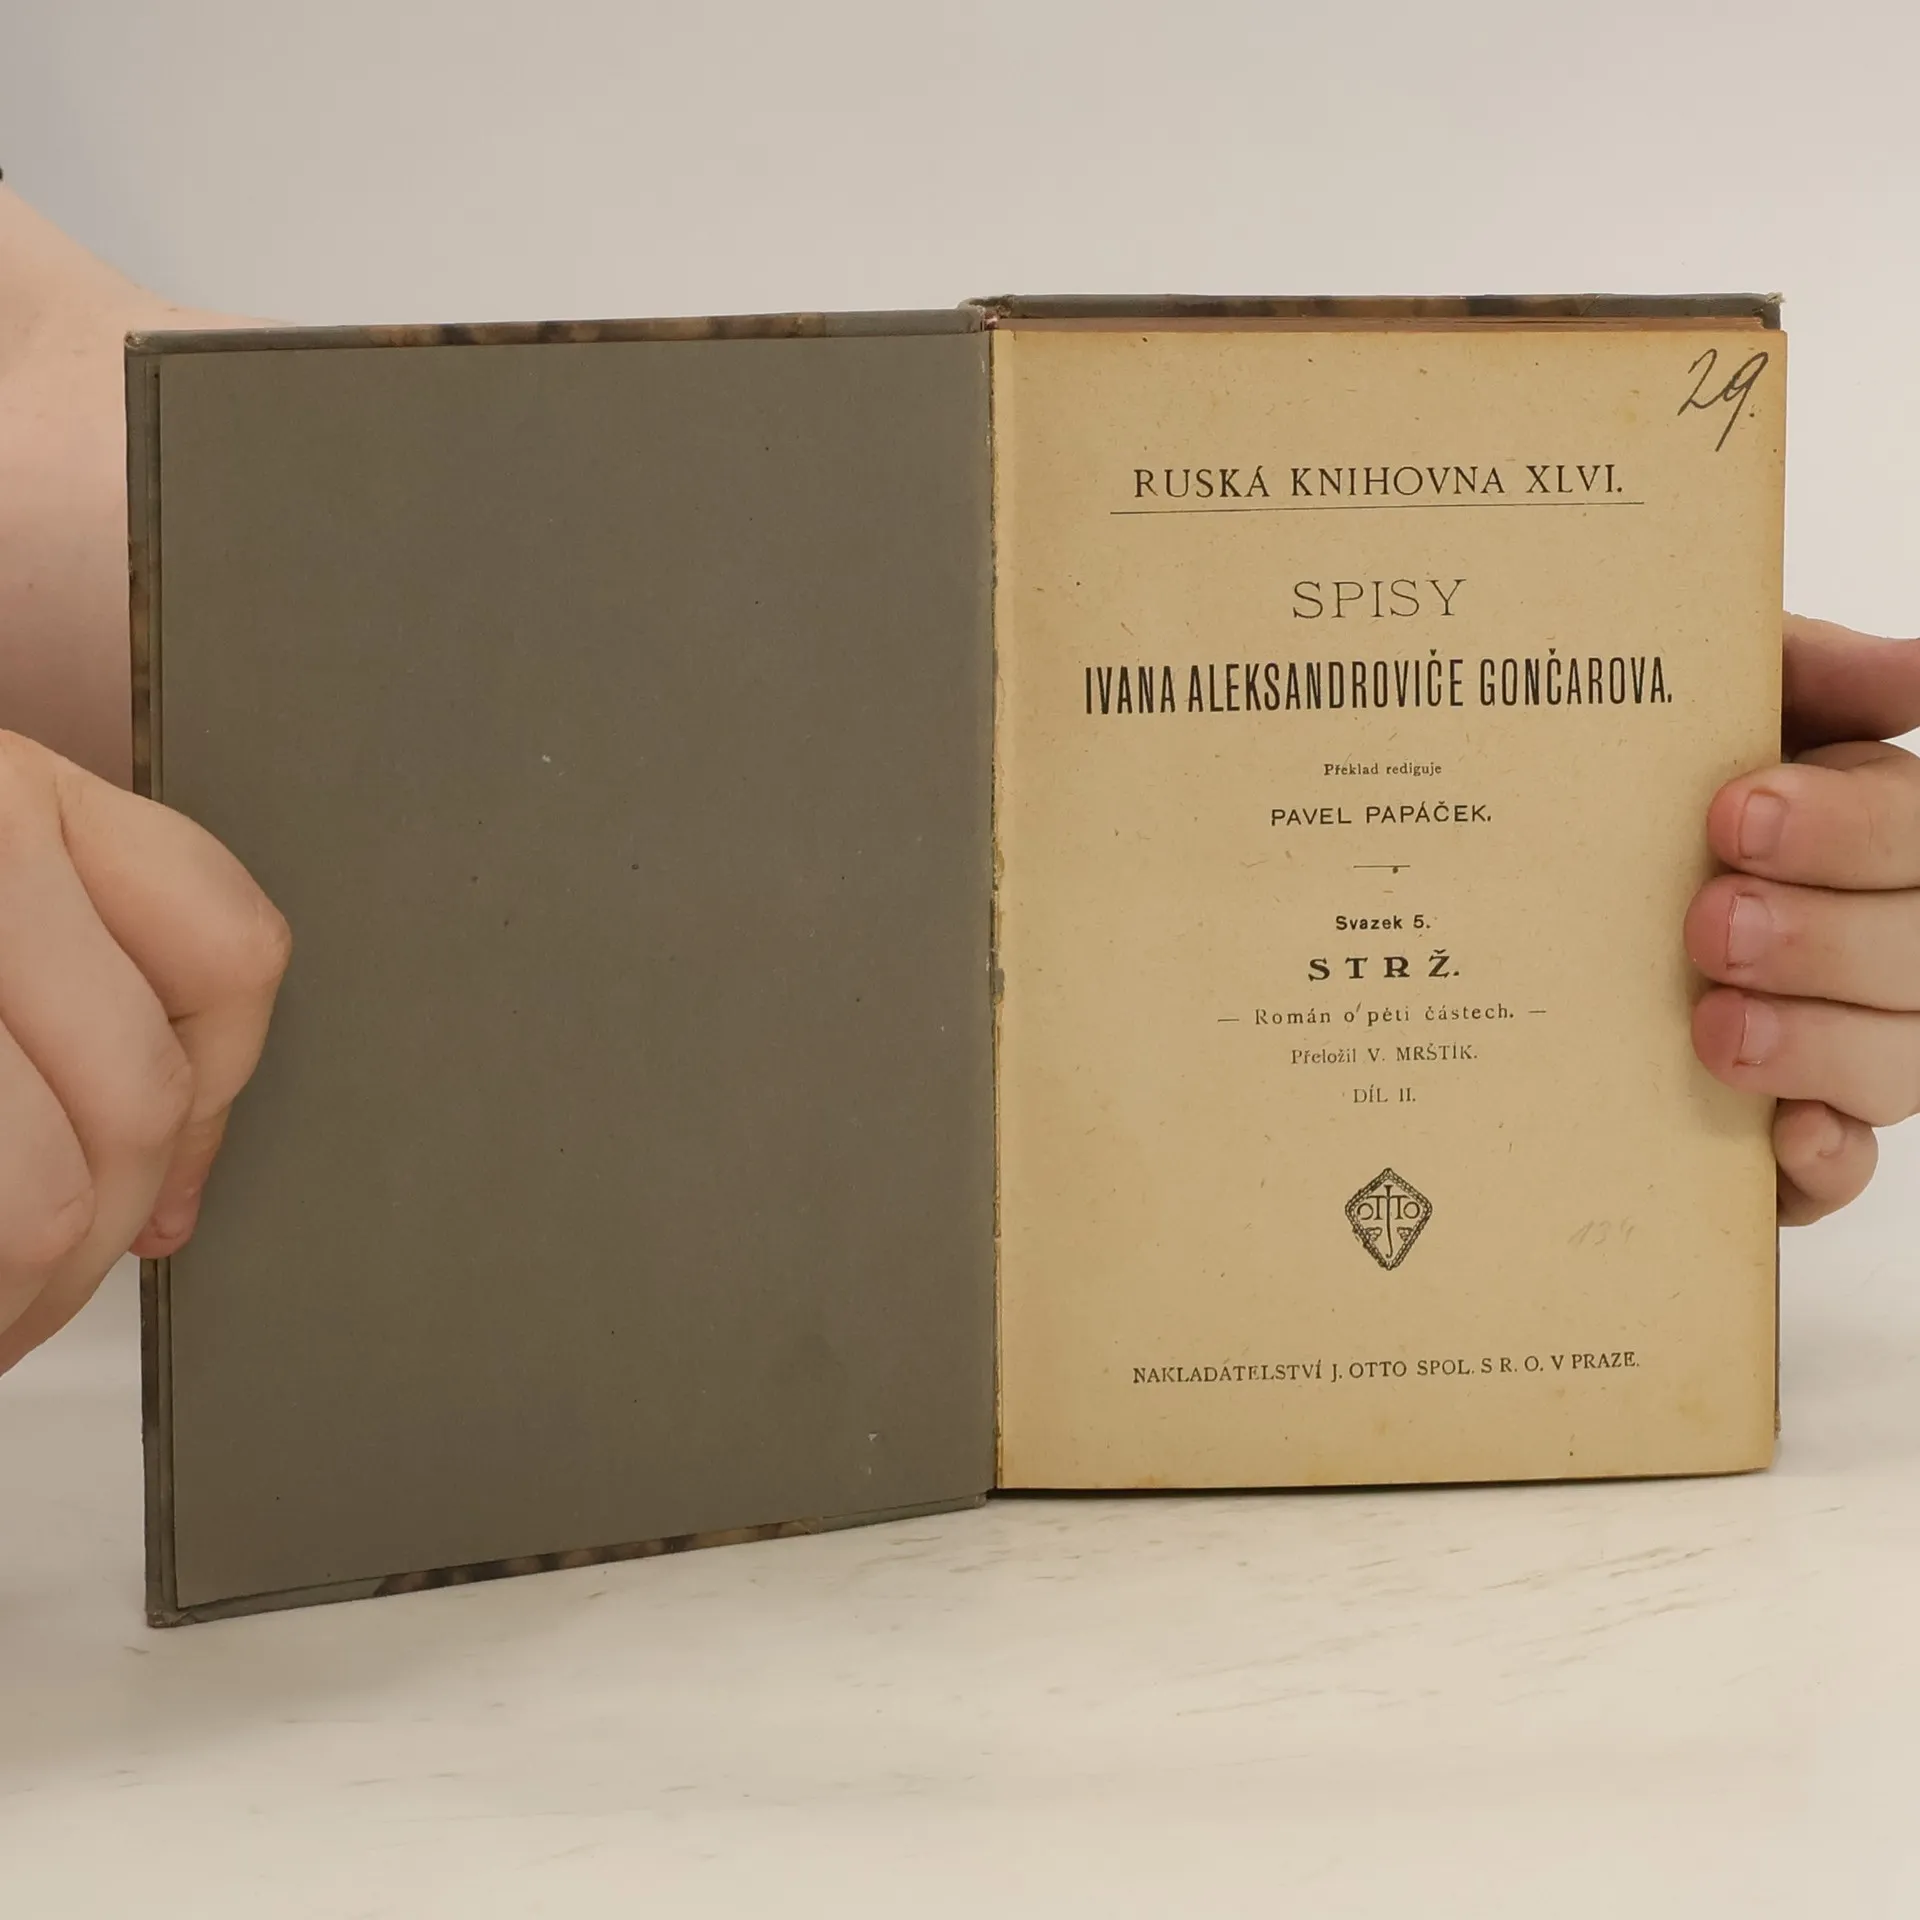 29.
RUSKÁ KNIHOVNA XLVI.
SPISY
IVANA ALEKSANDROVIČE GONČAROVA.
Překlad rediguje
PAVEL PAPÁČEK.
Svazek 5.
STRŽ.
— Román o pěti částech. —
Přeložil V. MRŠTÍK.
DÍL II.
OTTO
134
NAKLADATELSTVÍ J. OTTO SPOL. S R. O. V PRAZE.